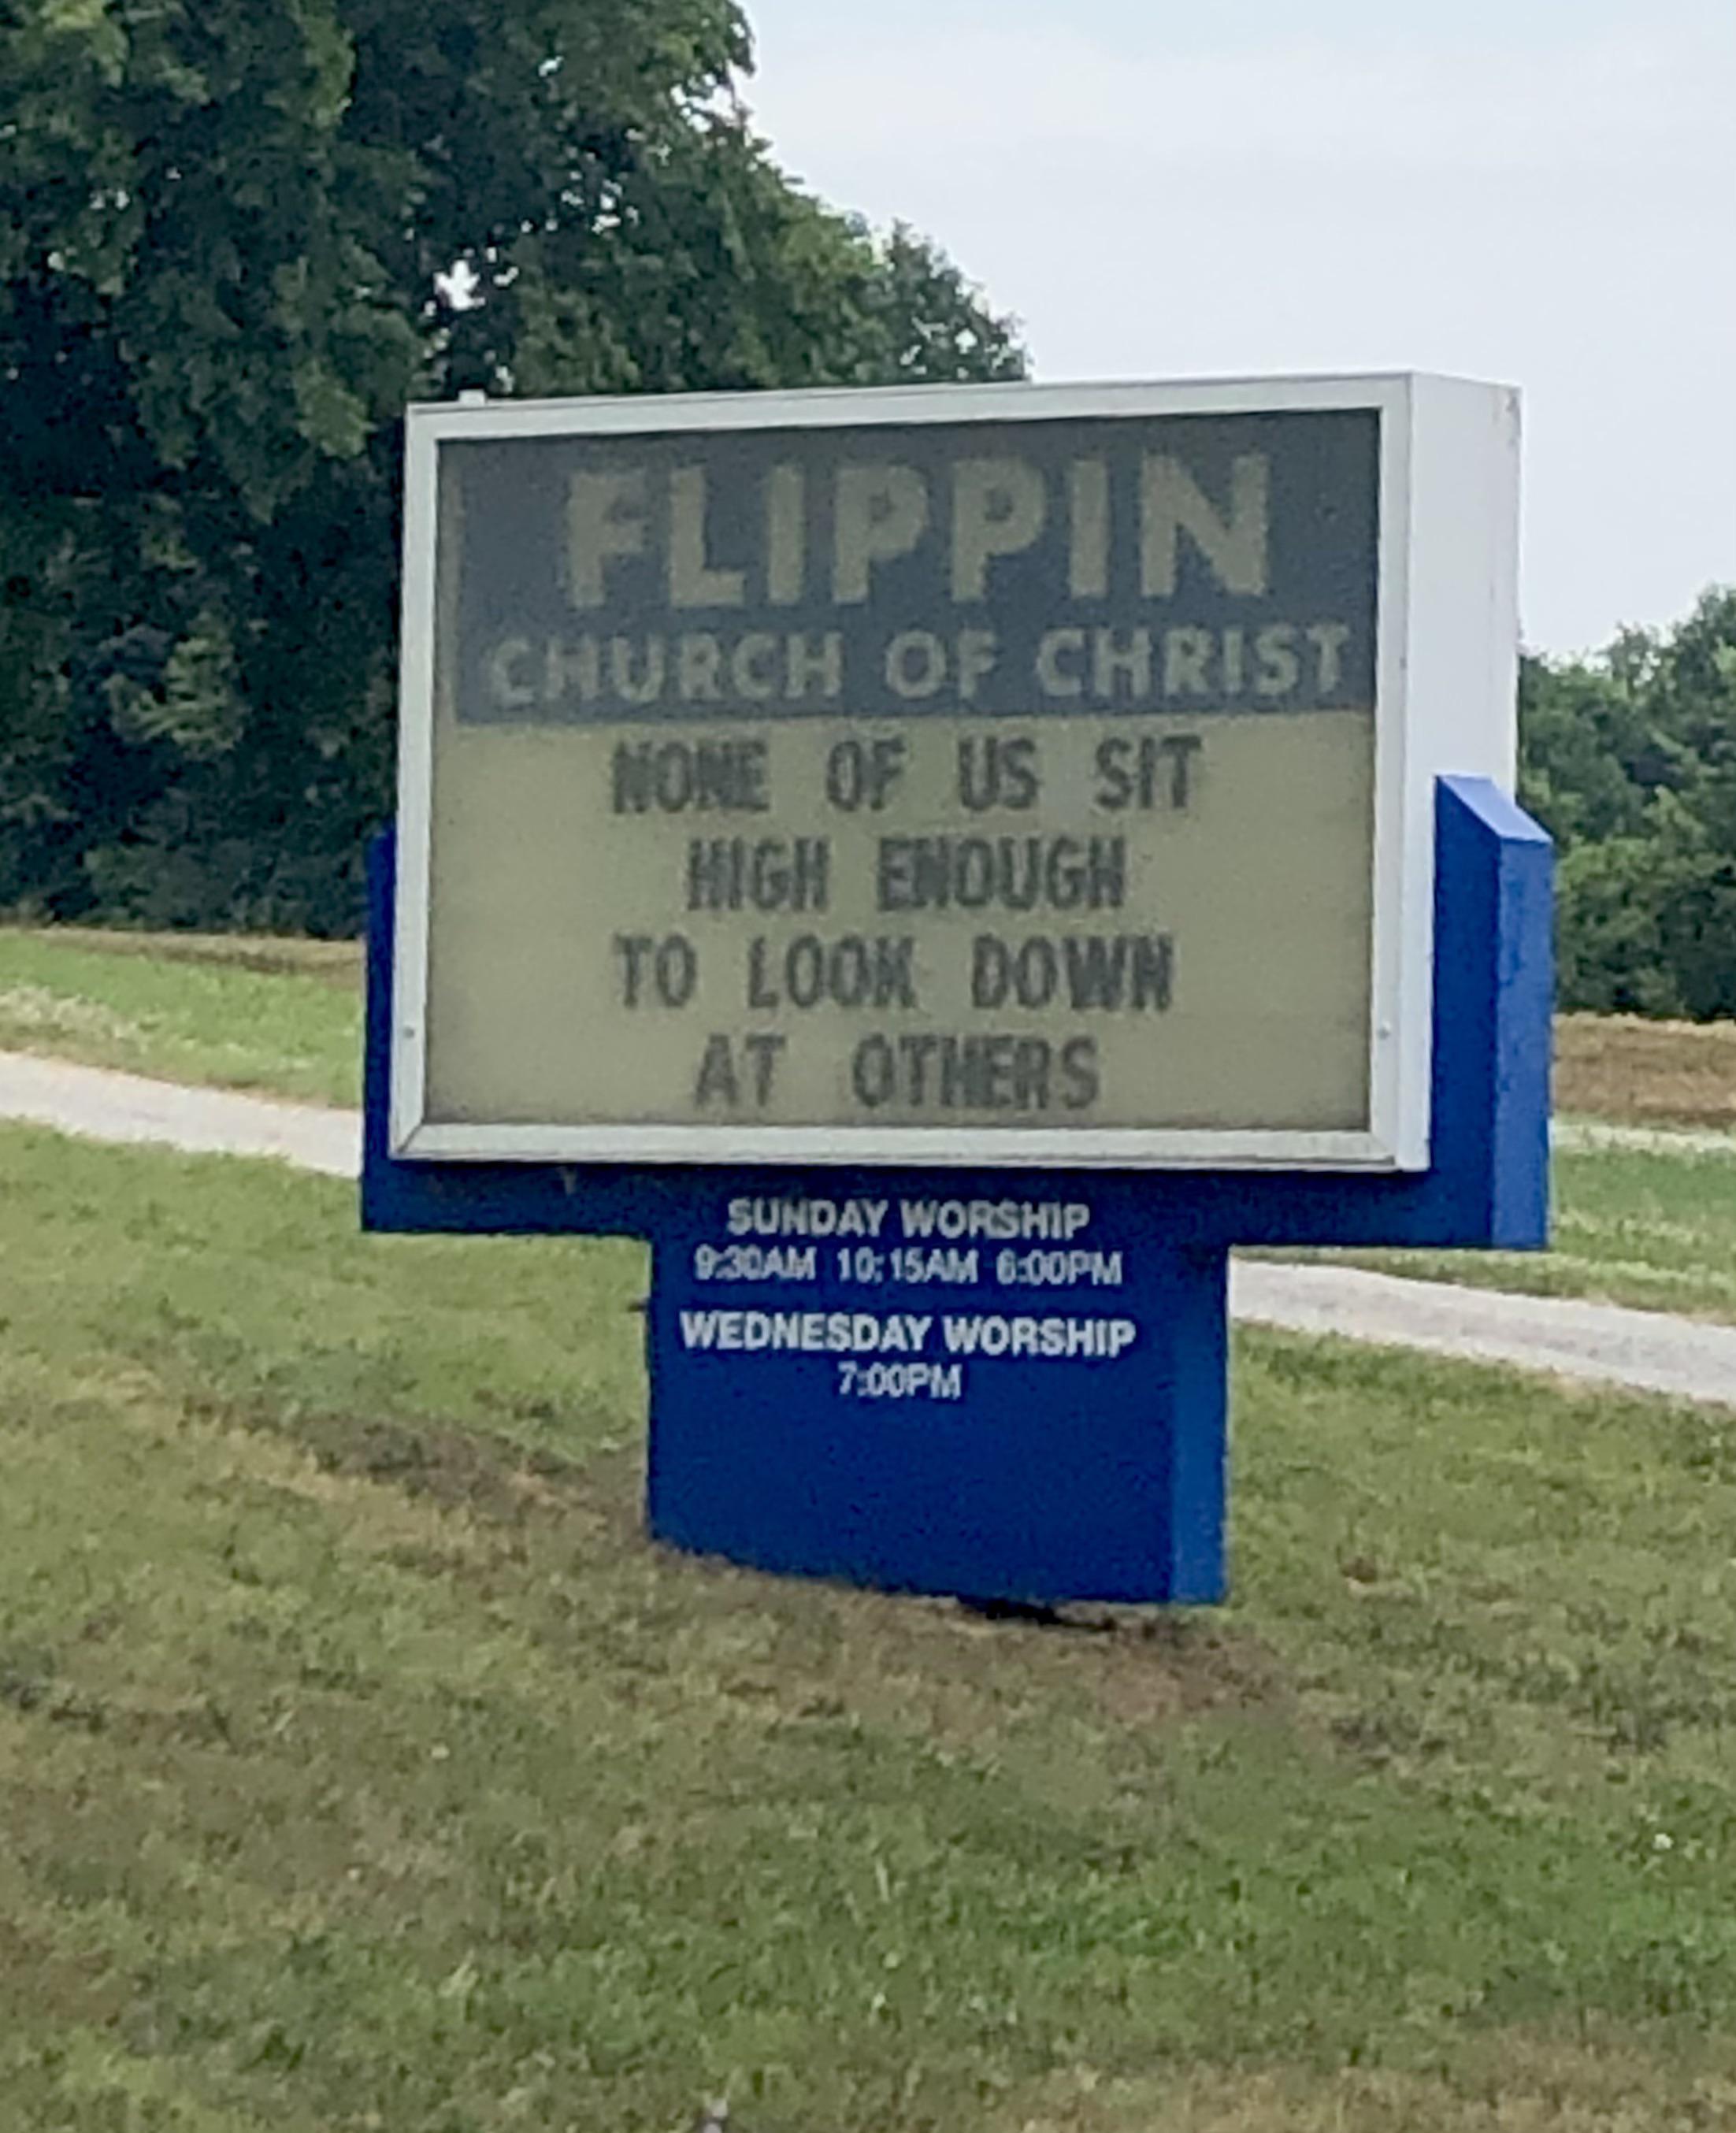 FLIPPIN
CHURCH OF CHRIST
NONE OF US SIT
HIGH ENOUGH
TO LOOK DOWN
AT OTHERS
SUNDAY WORSHIP
9:30AM 10:15AM 6:00PM
WEDNESDAY WORSHIP
7:00PM